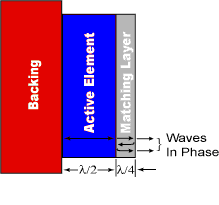 Backing
Active Element
Matching Layer
Waves
In Phase
λ/2
λ/4